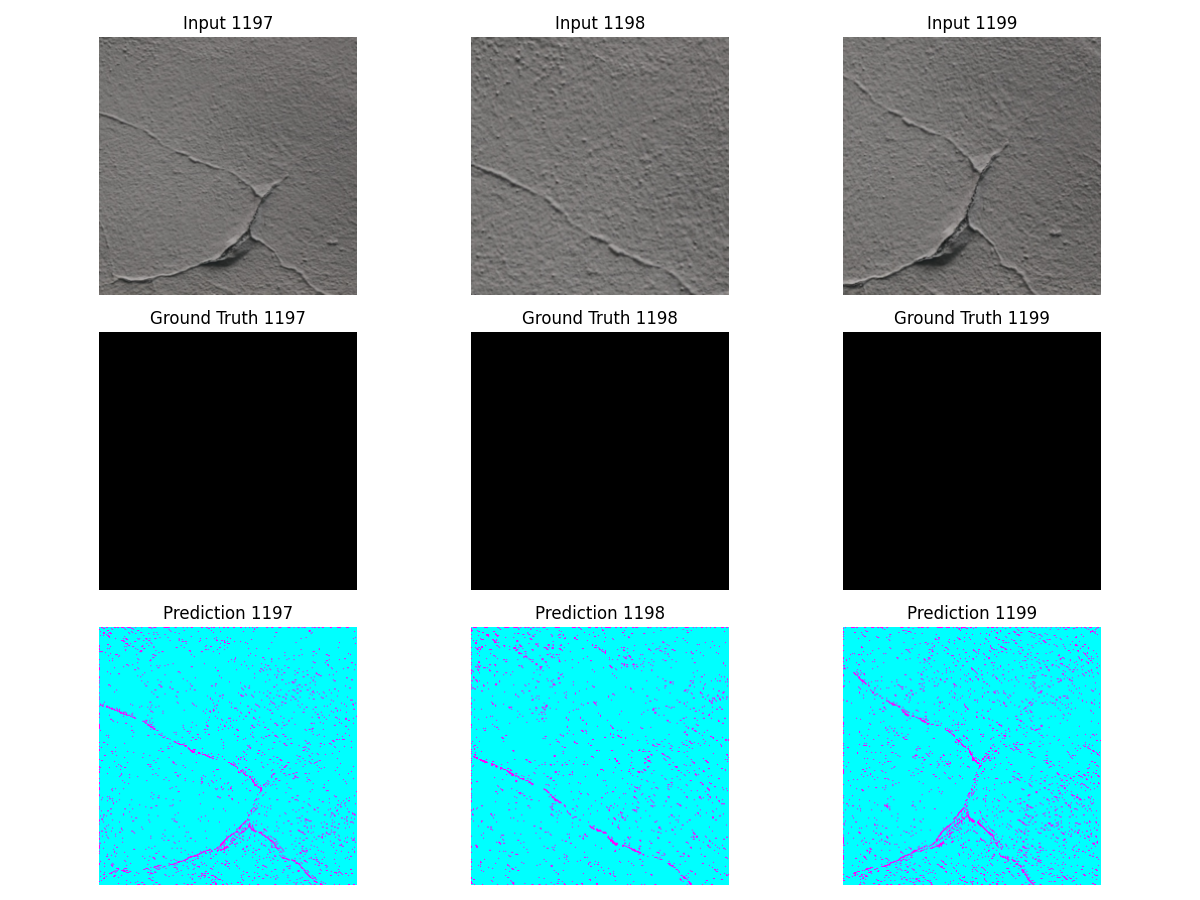 Input 1197
Input 1198
Input 1199
Ground Truth 1197
Ground Truth 1198
Ground Truth 1199
Prediction 1197
Prediction 1198
Prediction 1199